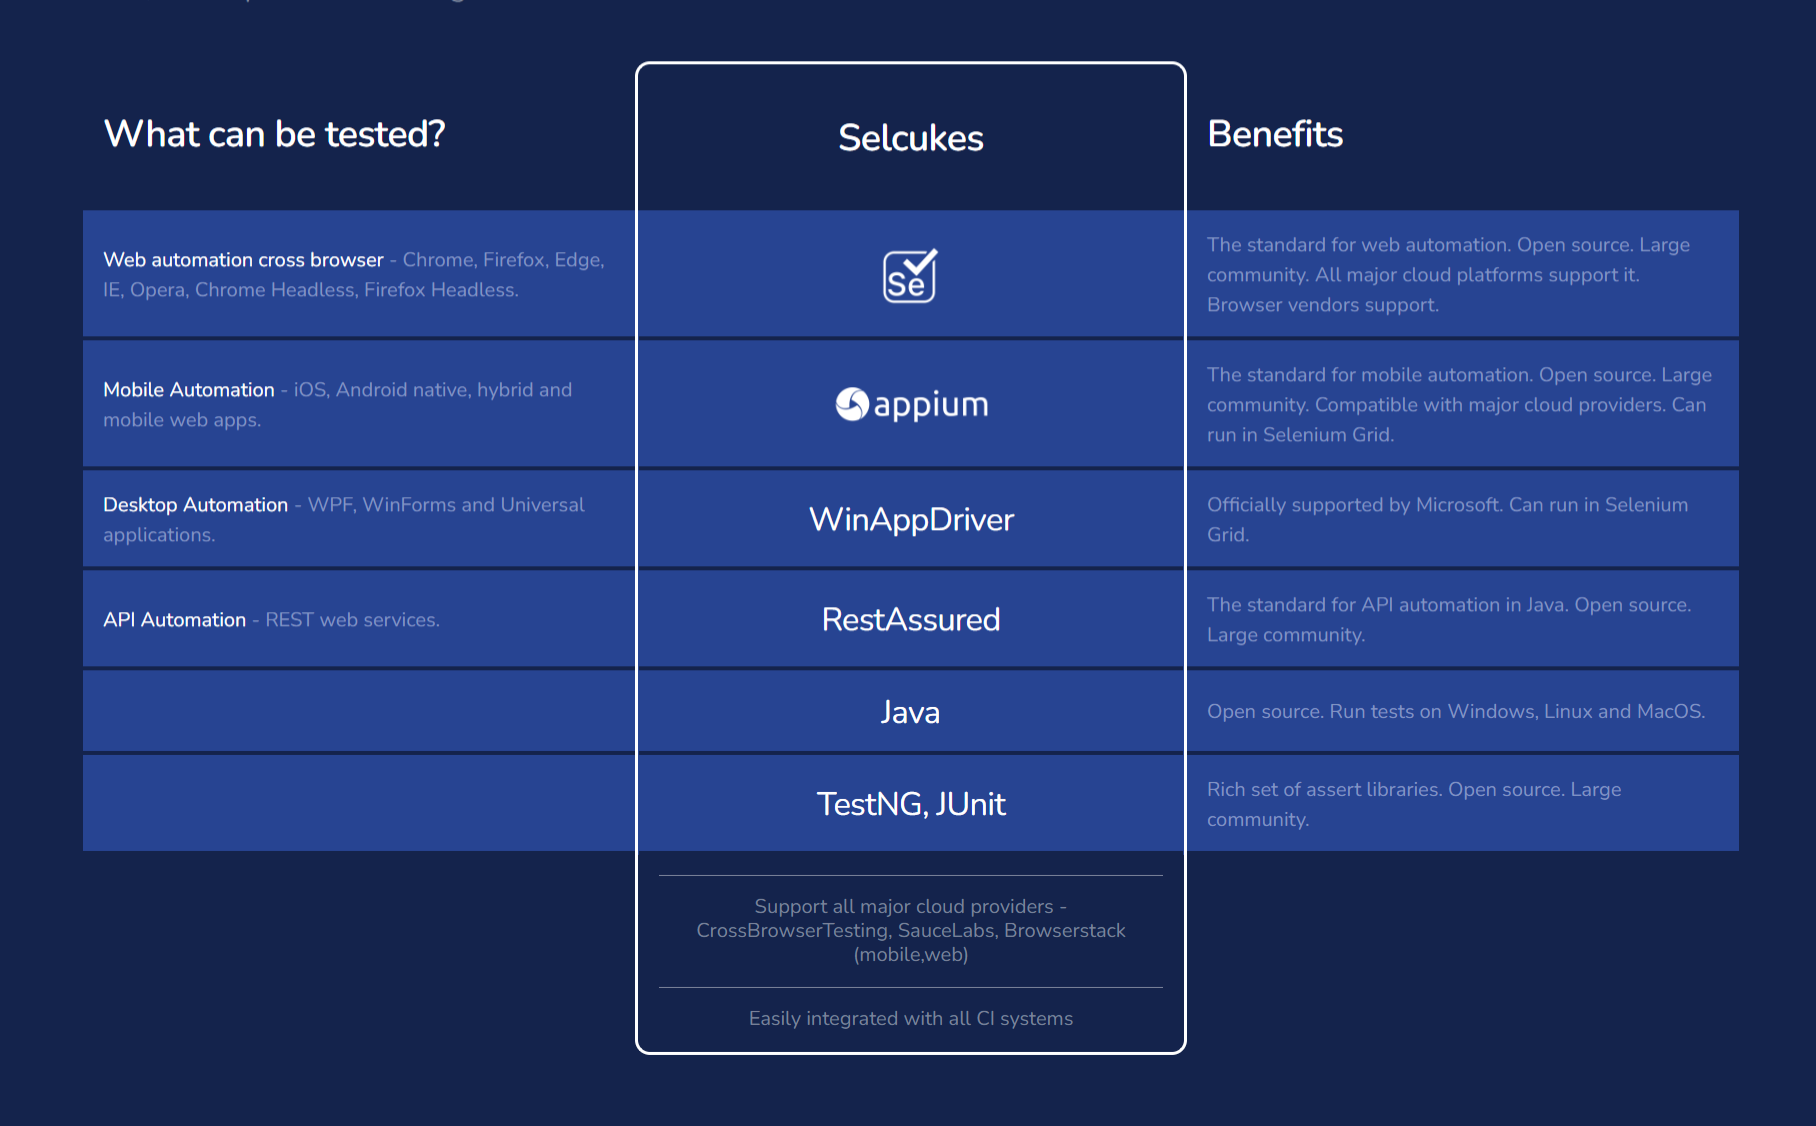 What can be tested?
Selcukes
Benefits
Web automation cross browser - Chrome, Firefox, Edge,
IE, Opera, Chrome Headless, Firefox Headless.
Se
The standard for web automation. Open source. Large
community. All major cloud platforms support it.
Browser vendors support.
Mobile Automation - iOS, Android native, hybrid and
mobile web apps.
appium
The standard for mobile automation. Open source. Large
community. Compatible with major cloud providers. Can
run in Selenium Grid.
Desktop Automation - WPF, WinForms and Universal
applications.
WinAppDriver
Officially supported by Microsoft. Can run in Selenium
Grid.
API Automation - REST web services.
RestAssured
The standard for API automation in Java. Open source.
Large community.
Java
Open source. Run tests on Windows, Linux and MacOS.
TestNG, JUnit
Rich set of assert libraries. Open source. Large
community.
Support all major cloud providers -
CrossBrowserTesting, SauceLabs, Browserstack
(mobile,web)
Easily integrated with all CI systems